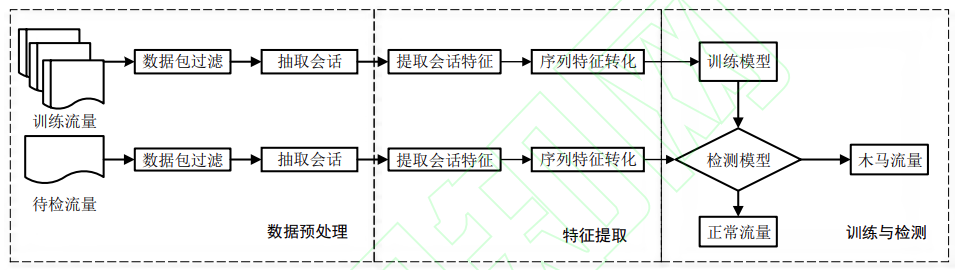 训练流量
数据包过滤
抽取会话
提取会话特征
序列特征转化
训练模型
待检流量
数据包过滤
抽取会话
提取会话特征
序列特征转化
检测模型
木马流量
正常流量
数据预处理
特征提取
训练与检测